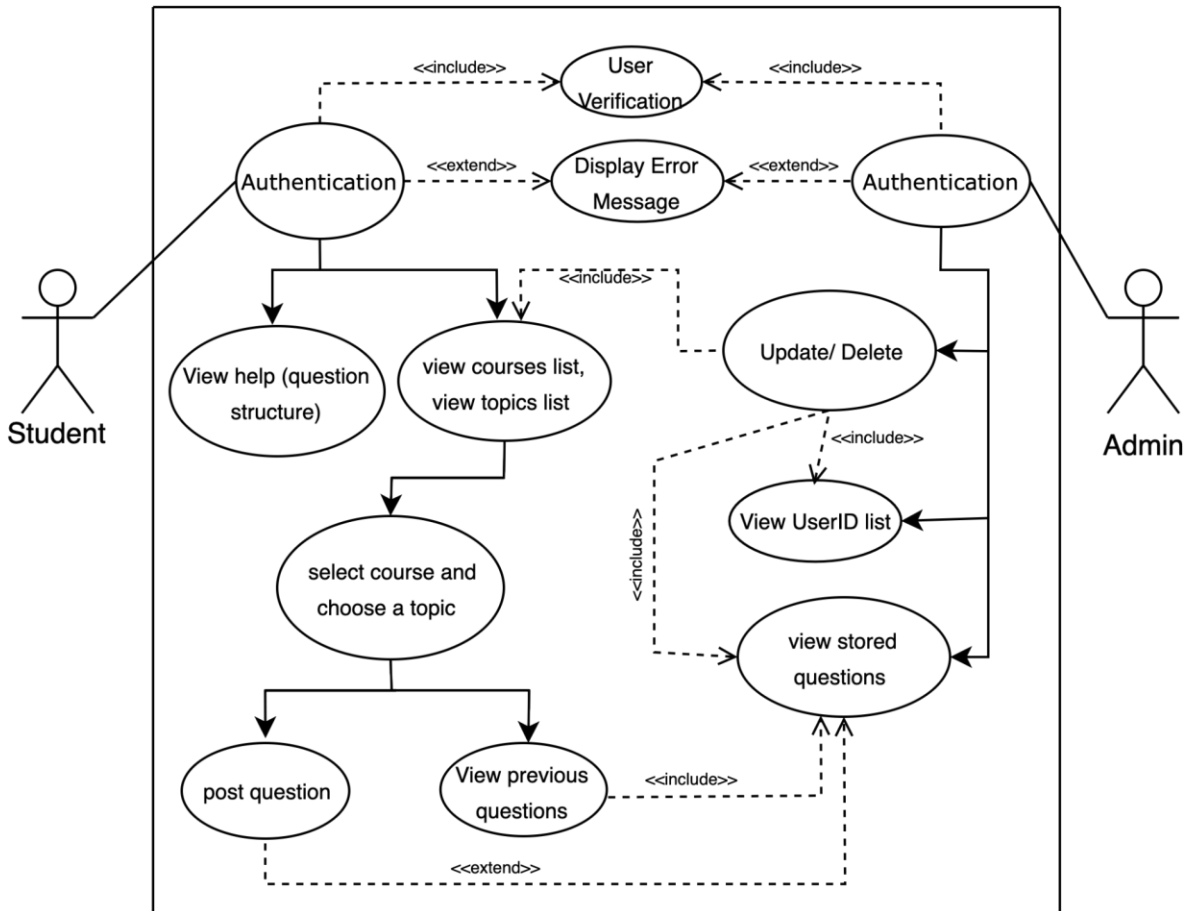 <<include>>
User
Verification
<<include>>
Authentication
<<extend>>
Display Error
Message
<<extend>>
Authentication
<<include>>
View help (question
structure)
view courses list,
view topics list
Update/ Delete
Student
Admin
<<include>>
View UserID list
<<include>>
select course and
choose a topic
view stored
questions
post question
View previous
questions
<<include>>
<<extend>>